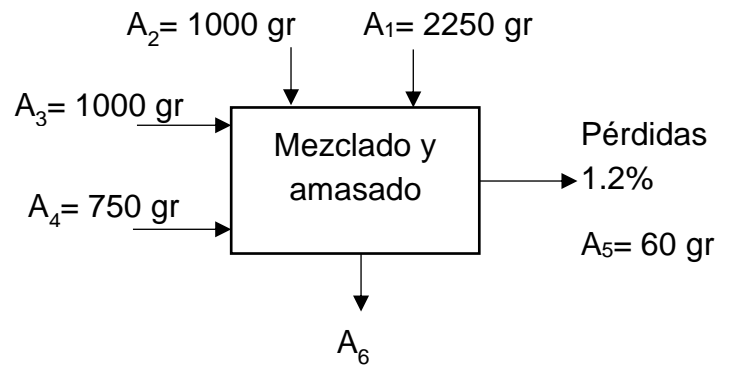 A₂= 1000 gr
A₁= 2250 gr
A₃= 1000 gr
Mezclado y
amasado
Pérdidas
1.2%
A₄= 750 gr
A₅= 60 gr
A₆